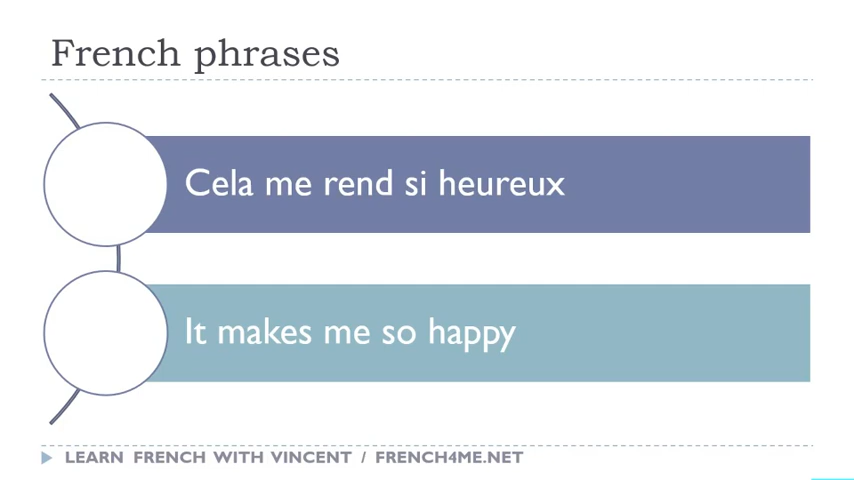 French phrases
Cela me rend si heureux
It makes me so happy
LEARN FRENCH WITH VINCENT / FRENCH4ME.NET